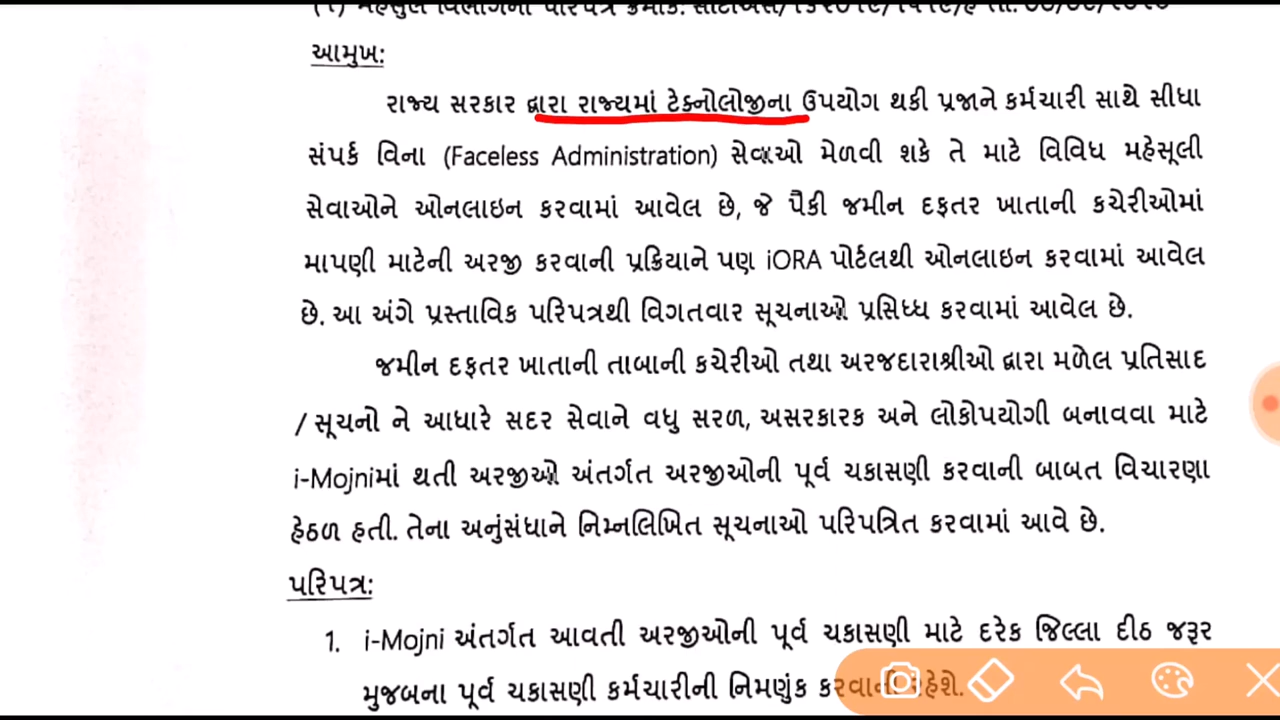 આમુખ:
રાજ્ય સરકાર દ્વારા રાજ્યમાં ટેક્નોલોજીના ઉપયોગ થકી પ્રજાને કર્મચારી સાથે સીધા
સંપર્ક વિના (Faceless Administration) સેવાઓ મેળવી શકે તે માટે વિવિધ મહેસૂલી
સેવાઓને ઓનલાઇન કરવામાં આવેલ છે, જે પૈકી જમીન દફતર ખાતાની કચેરીઓમાં
માપણી માટેની અરજી કરવાની પ્રક્રિયાને પણ iORA પોર્ટલથી ઓનલાઇન કરવામાં આવેલ
છે. આ અંગે પ્રસ્તાવિક પરિપત્રથી વિગતવાર સૂચનાઓ પ્રસિધ્ધ કરવામાં આવેલ છે.
જમીન દફતર ખાતાની તાબાની કચેરીઓ તથા અરજદારાશ્રીઓ દ્વારા મળેલ પ્રતિસાદ
/ સૂચનો ને આધારે સદર સેવાને વધુ સરળ, અસરકારક અને લોકોપયોગી બનાવવા માટે
i-Mojniમાં થતી અરજીઓ અંતર્ગત અરજીઓની પૂર્વ ચકાસણી કરવાની બાબત વિચારણા
હેઠળ હતી. તેના અનુંસંધાને નિમ્નલિખિત સૂચનાઓ પરિપત્રિત કરવામાં આવે છે.
પરિપત્ર:
1. i-Mojni અંતર્ગત આવતી અરજીઓની પૂર્વ ચકાસણી માટે દરેક જિલ્લા દીઠ જરૂર
મુજબના પૂર્વ ચકાસણી કર્મચારીની નિમણુંક કરવાની રહેશે.